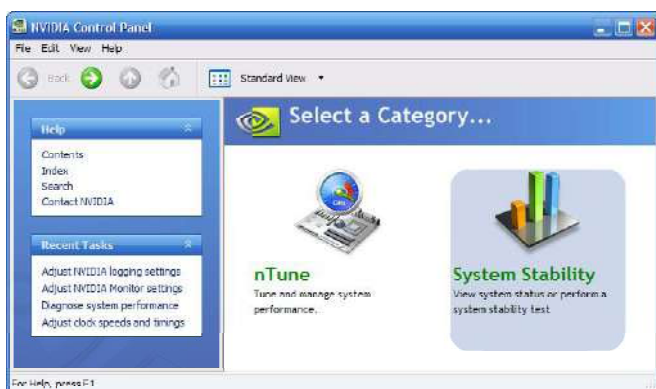 NVIDIA Control Panel
File Edit View Help
Back Standard View
Help
Contents
Index
Search
Contact NVIDIA
Recent Tasks
Adjust NVIDIA logging settings
Adjust NVIDIA Monitor settings
Diagnose system performance
Adjust clock speeds and timings
Select a Category...
nTune
Tune and manage system
performance.
System Stability
View system status or perform a
system stability test
For Help, press F1